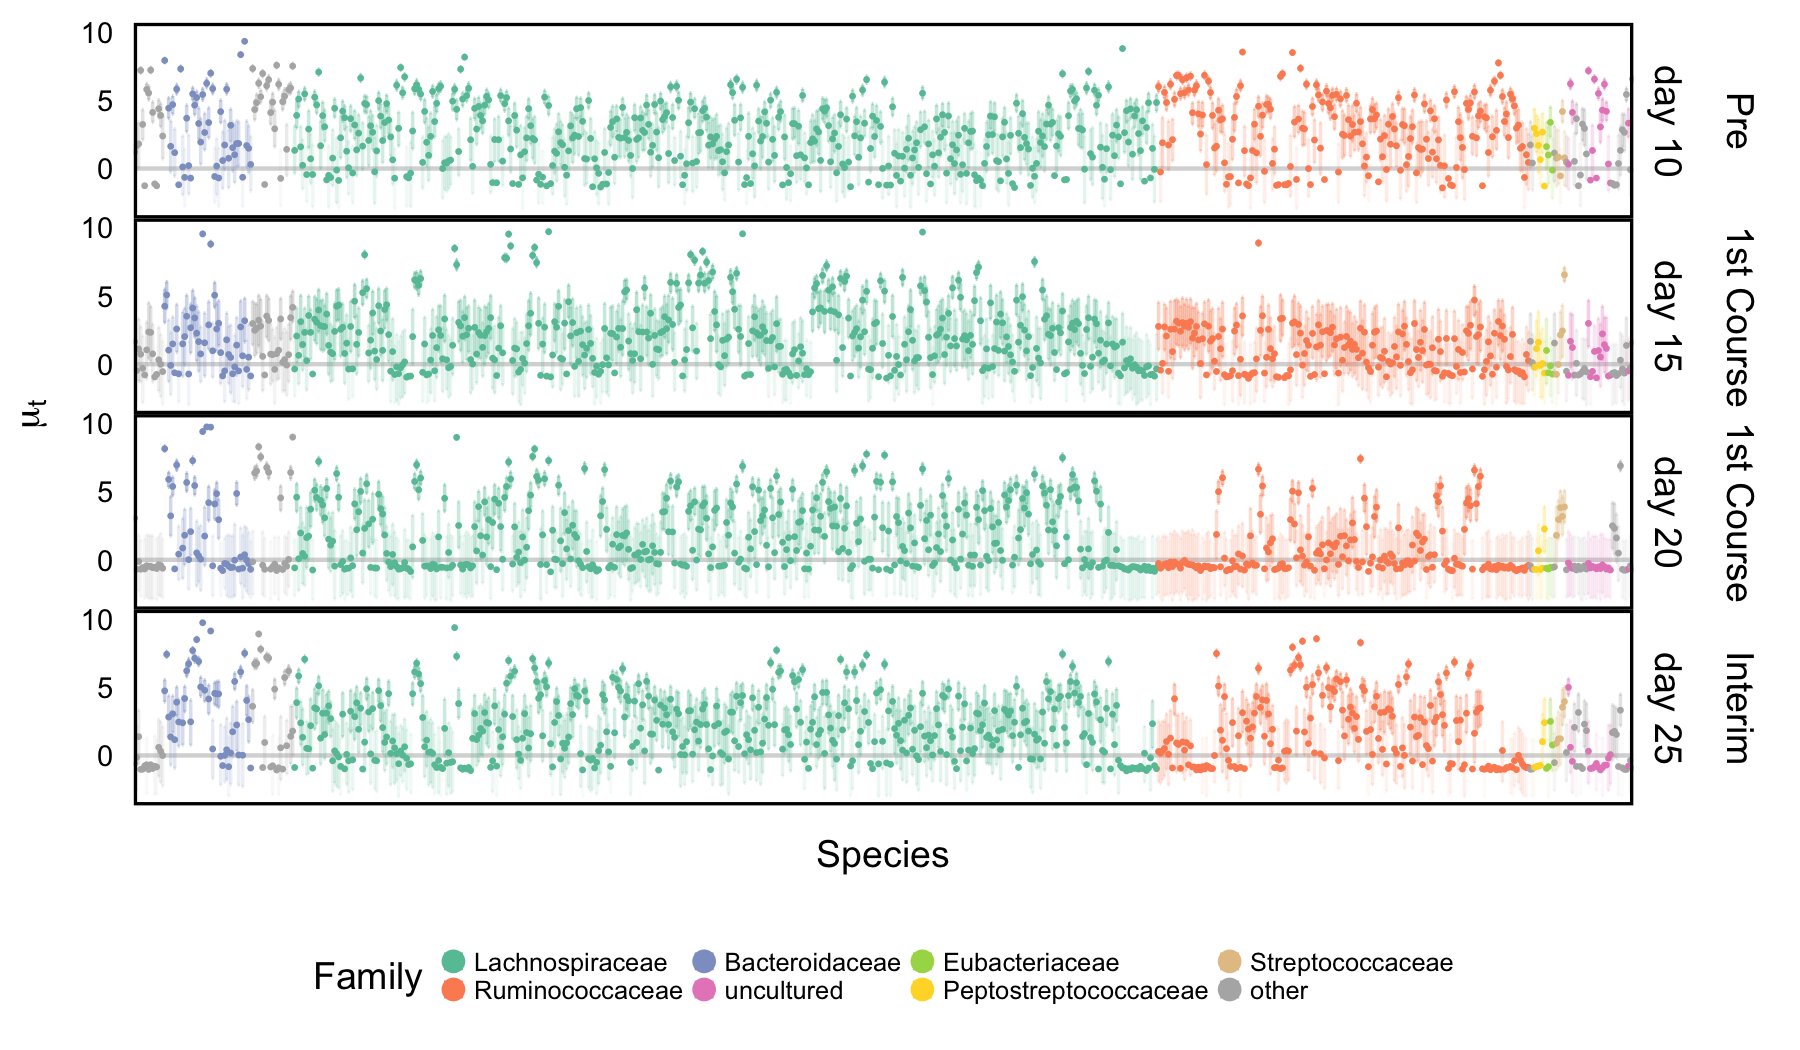 10
5
0
day 10
Pre
10
5
0
day 15
1st Course
10
5
0
day 20
1st Course
10
5
0
day 25
Interim
μt
Species
Family
Lachnospiraceae
Bacteroidaceae
Eubacteriaceae
Streptococcaceae
Ruminococcaceae
uncultured
Peptostreptococcaceae
other